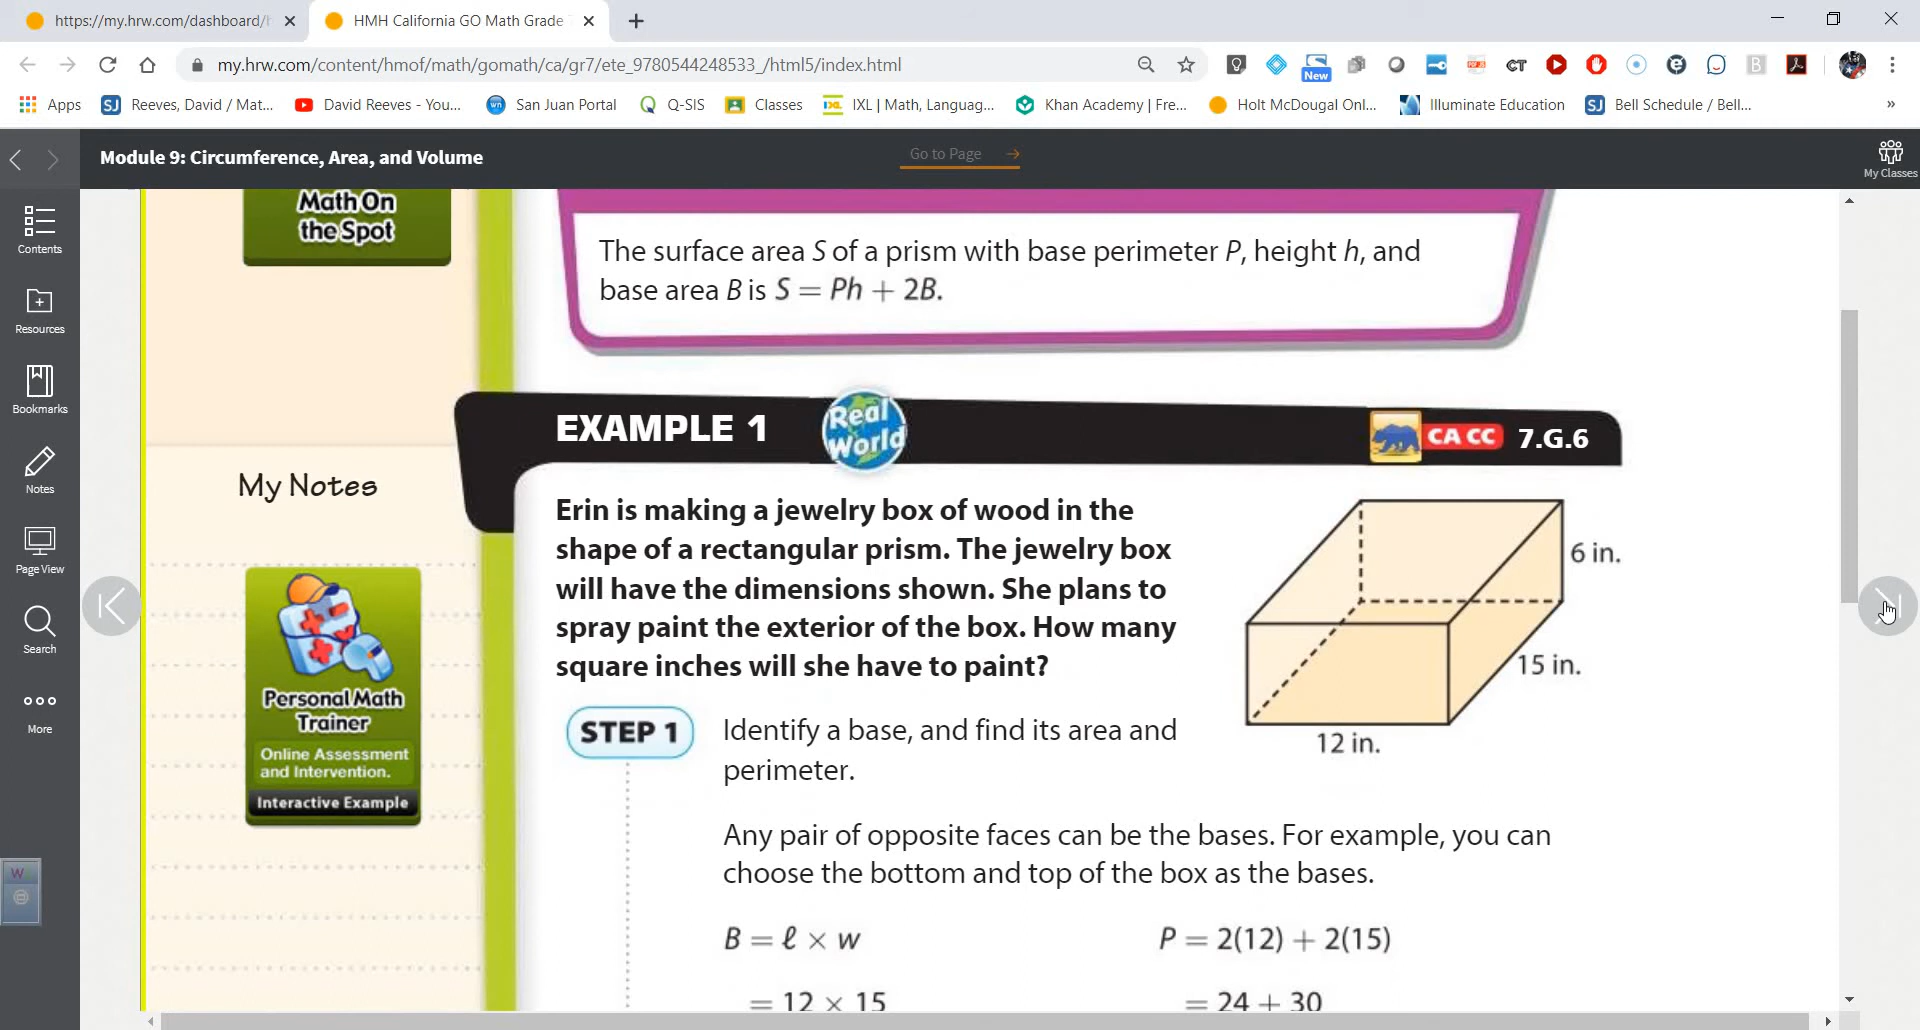 https://my.hrw.com/dashboard/
HMH California GO Math Grade
my.hrw.com/content/hmof/math/gomath/ca/gr7/ete_9780544248533_/html5/index.html
New
Apps
Reeves, David / Mat...
David Reeves - You...
San Juan Portal
Q-SIS
Classes
IXL | Math, Languag...
Khan Academy | Fre...
Holt McDougal Onl...
Illuminate Education
Bell Schedule / Bell...
»
Module 9: Circumference, Area, and Volume
Go to Page
My Classes
Contents
Resources
Bookmarks
Notes
Page View
Search
More
Math On
the Spot
The surface area S of a prism with base perimeter P, height h, and
base area B is S = Ph + 2B.
EXAMPLE 1
Real
World
CA CC
7.G.6
My Notes
Personal Math
Trainer
Online Assessment
and Intervention.
Interactive Example
Erin is making a jewelry box of wood in the
shape of a rectangular prism. The jewelry box
will have the dimensions shown. She plans to
spray paint the exterior of the box. How many
square inches will she have to paint?
6 in.
15 in.
12 in.
STEP 1
Identify a base, and find its area and
perimeter.
Any pair of opposite faces can be the bases. For example, you can
choose the bottom and top of the box as the bases.
B = ℓ × w
P = 2(12) + 2(15)
= 12 × 15
= 24 + 30